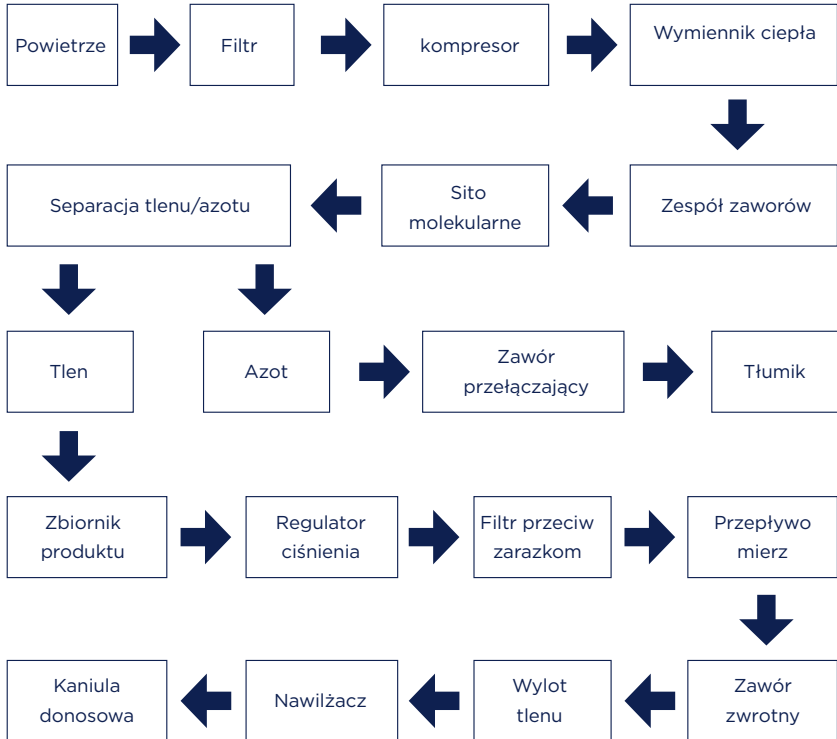 Powietrze
Filtr
kompresor
Wymiennik ciepła
Zespół zaworów
Sito
molekularne
Separacja tlenu/azotu
Tlen
Azot
Zawór
przełączający
Tłumik
Zbiornik
produktu
Regulator
ciśnienia
Filtr przeciw
zarazkom
Przepływo
mierz
Zawór
zwrotny
Wylot
tlenu
Nawilżacz
Kaniula
donosowa